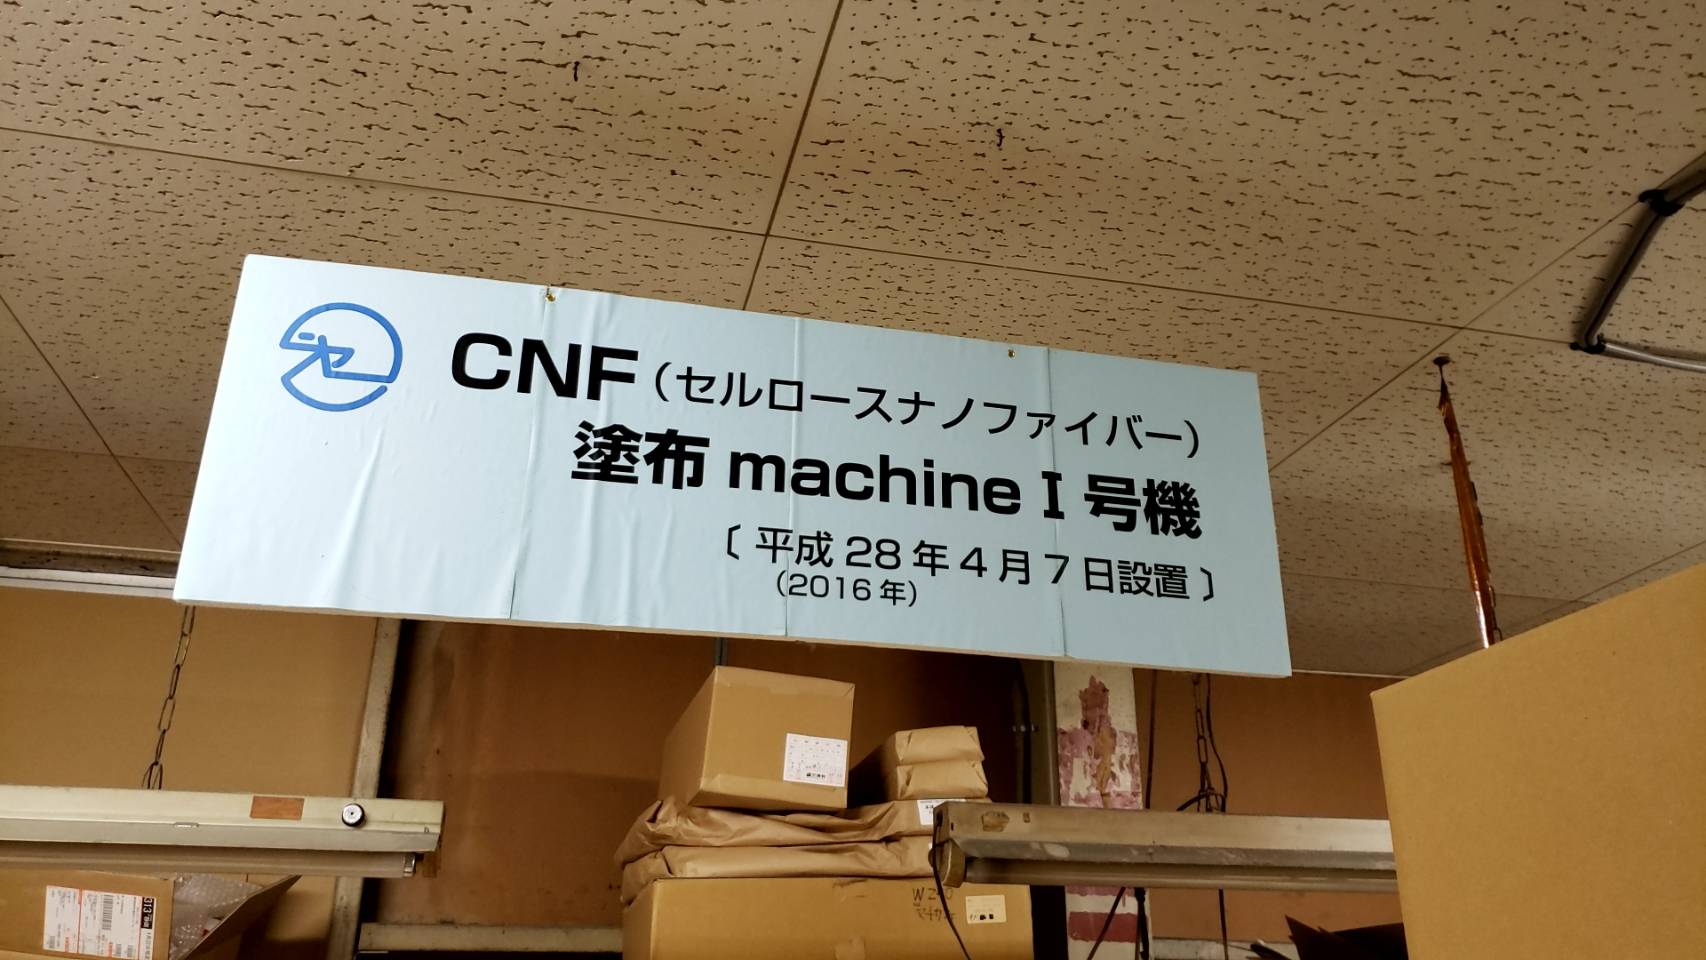 CNF（セルロースナノファイバー）
塗布 machine I 号機
〔 平成 28 年 4 月 7 日設置 〕
（2016 年）
313